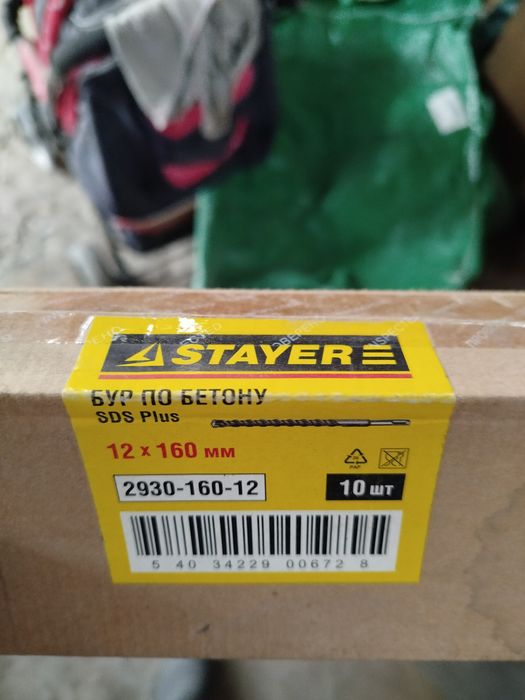 STAYER
БУР ПО БЕТОНУ
SDS Plus
12 x 160 мм
2930-160-12
10 шт
PAP
5 40 34229 00672 8